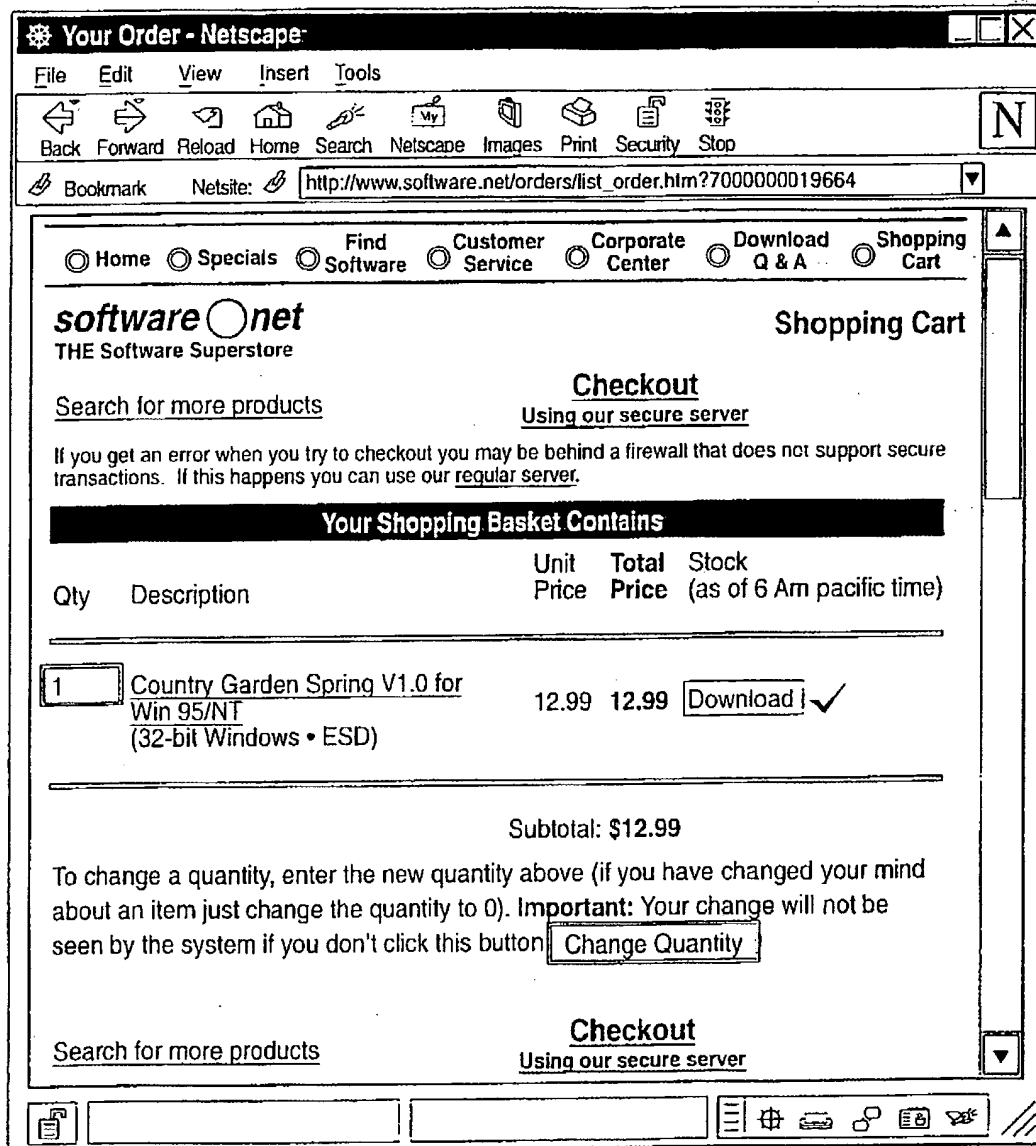 Your Order - Netscape
File Edit View Insert Tools
My
N
Back Forward Reload Home Search Netscape Images Print Security Stop
Bookmark Netsite: http://www.software.net/orders/list_order.htm?7000000019664
Home Specials Find Software Customer Service Corporate Center Download Q & A Shopping Cart
software net
THE Software Superstore
Shopping Cart
Search for more products
Checkout
Using our secure server
If you get an error when you try to checkout you may be behind a firewall that does not support secure
transactions. If this happens you can use our regular server.
Your Shopping Basket Contains
Qty Description Unit Price Total Price Stock (as of 6 Am pacific time)
1 Country Garden Spring V1.0 for 12.99 12.99 Download
Win 95/NT
(32-bit Windows • ESD)
Subtotal: $12.99
To change a quantity, enter the new quantity above (if you have changed your mind
about an item just change the quantity to 0). Important: Your change will not be
seen by the system if you don't click this button Change Quantity
Search for more products
Checkout
Using our secure server